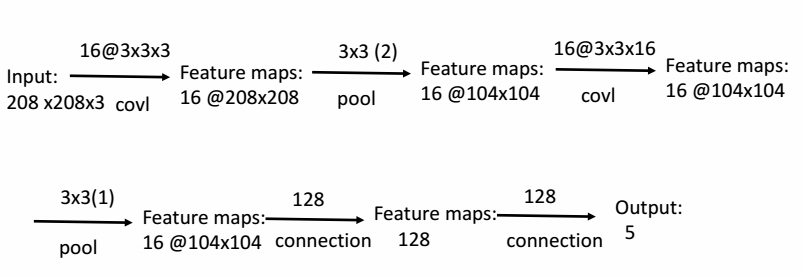 16@3x3x3
3x3 (2)
16@3x3x16
Input:
208 x208x3
covl
Feature maps:
16 @208x208
pool
Feature maps:
16 @104x104
covl
Feature maps:
16 @104x104
3x3(1)
pool
Feature maps:
16 @104x104
128
connection
Feature maps:
128
128
connection
Output:
5